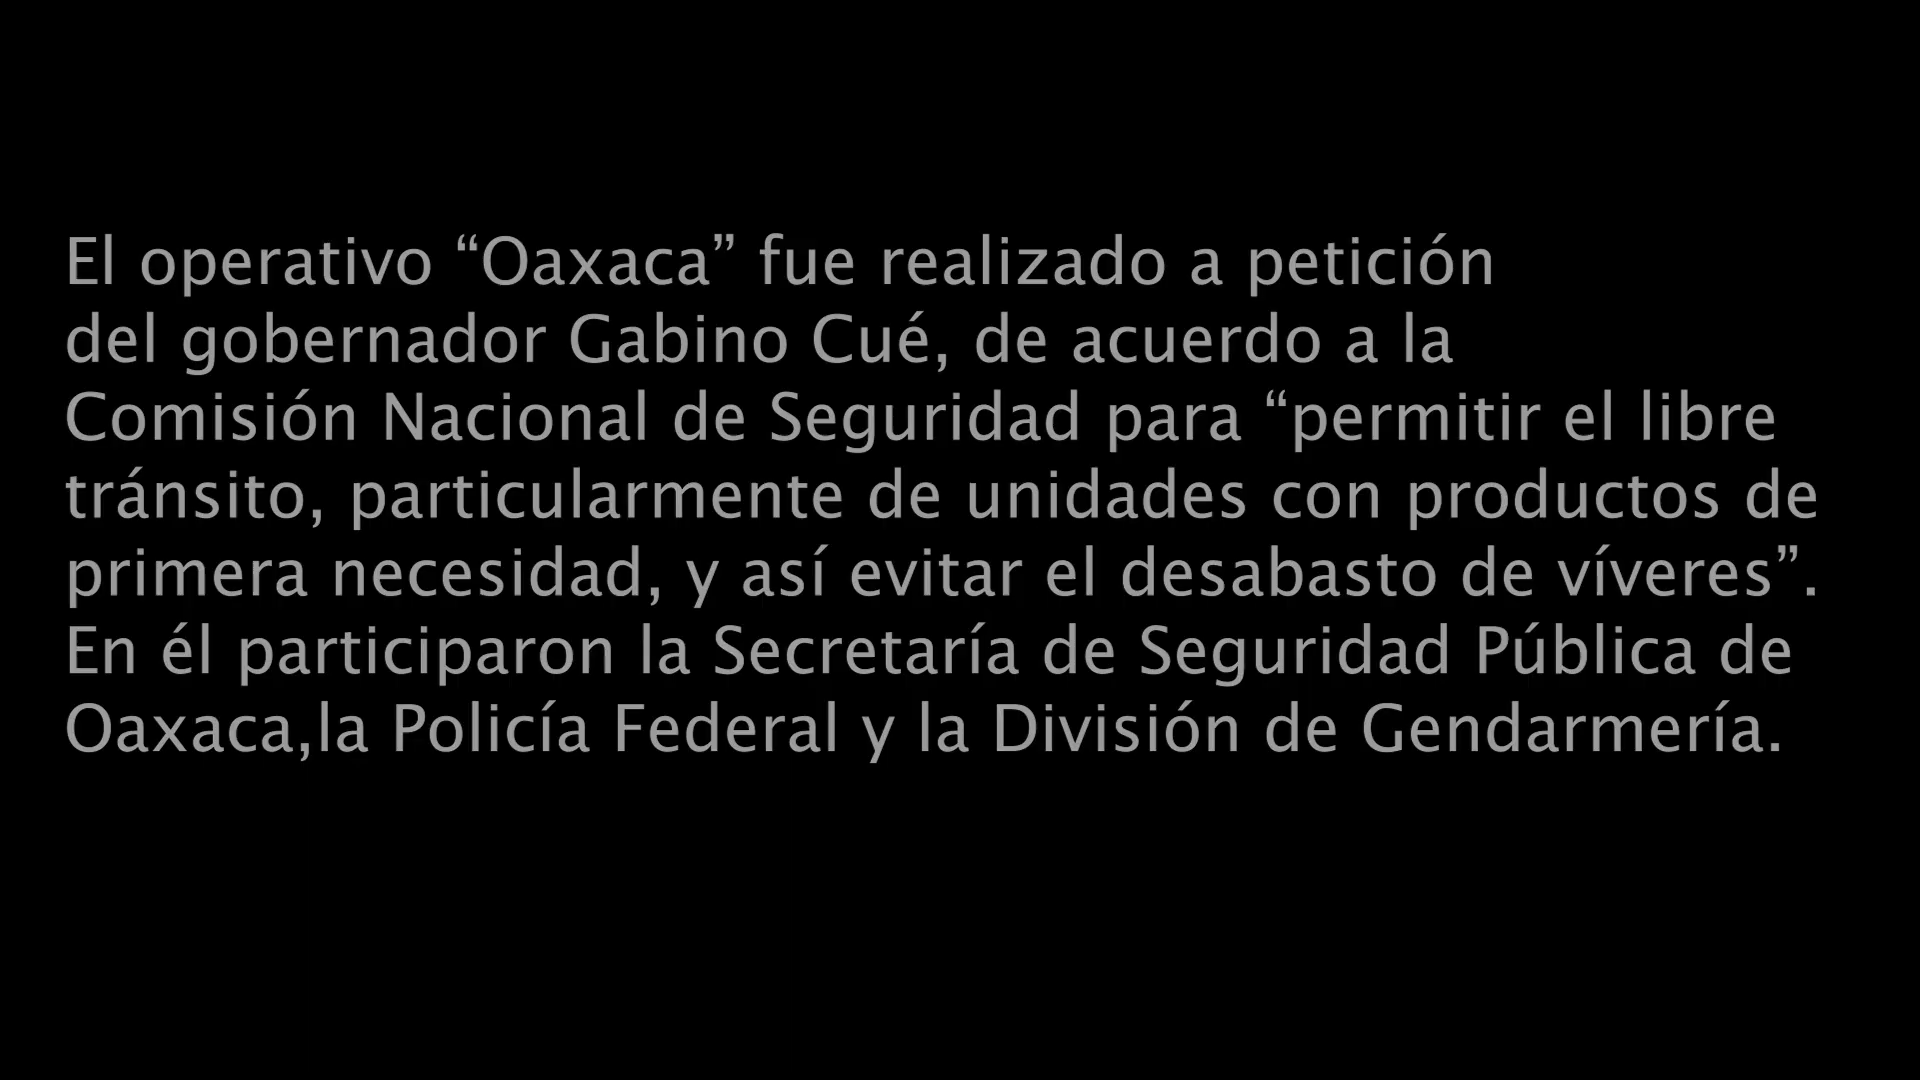 El operativo “Oaxaca” fue realizado a petición
del gobernador Gabino Cué, de acuerdo a la
Comisión Nacional de Seguridad para “permitir el libre
tránsito, particularmente de unidades con productos de
primera necesidad, y así evitar el desabasto de víveres”.
En él participaron la Secretaría de Seguridad Pública de
Oaxaca,la Policía Federal y la División de Gendarmería.